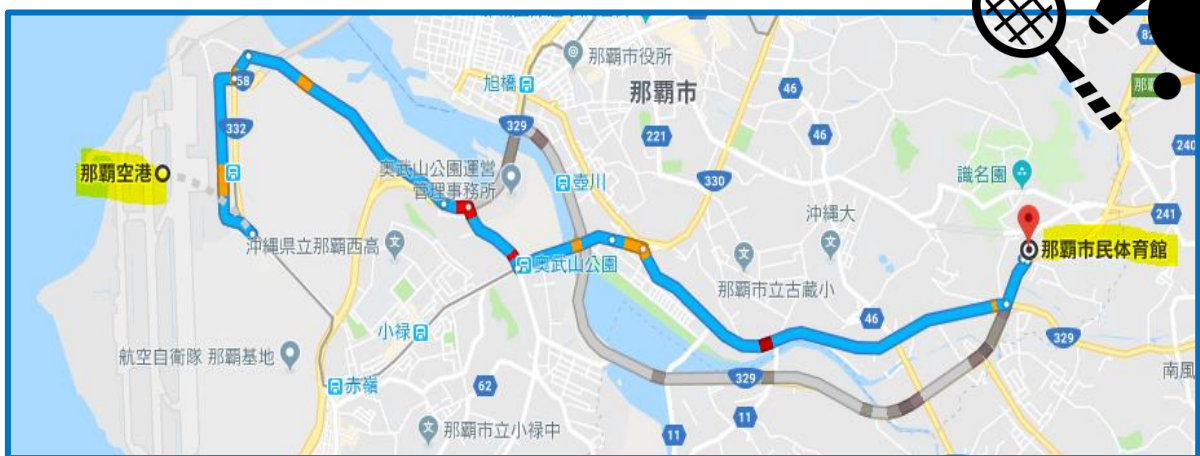 那覇市役所
旭橋
那覇市
58
332
329
46
221
46
82
240
那覇空港
奥武山公園運営
管理事務所
壺川
330
識名園
沖縄大
241
沖縄県立那覇西高
奥武山公園
那覇市民体育館
那覇市立古蔵小
小禄
46
329
航空自衛隊 那覇基地
赤嶺
62
329
南風
那覇市立小禄中
11
11